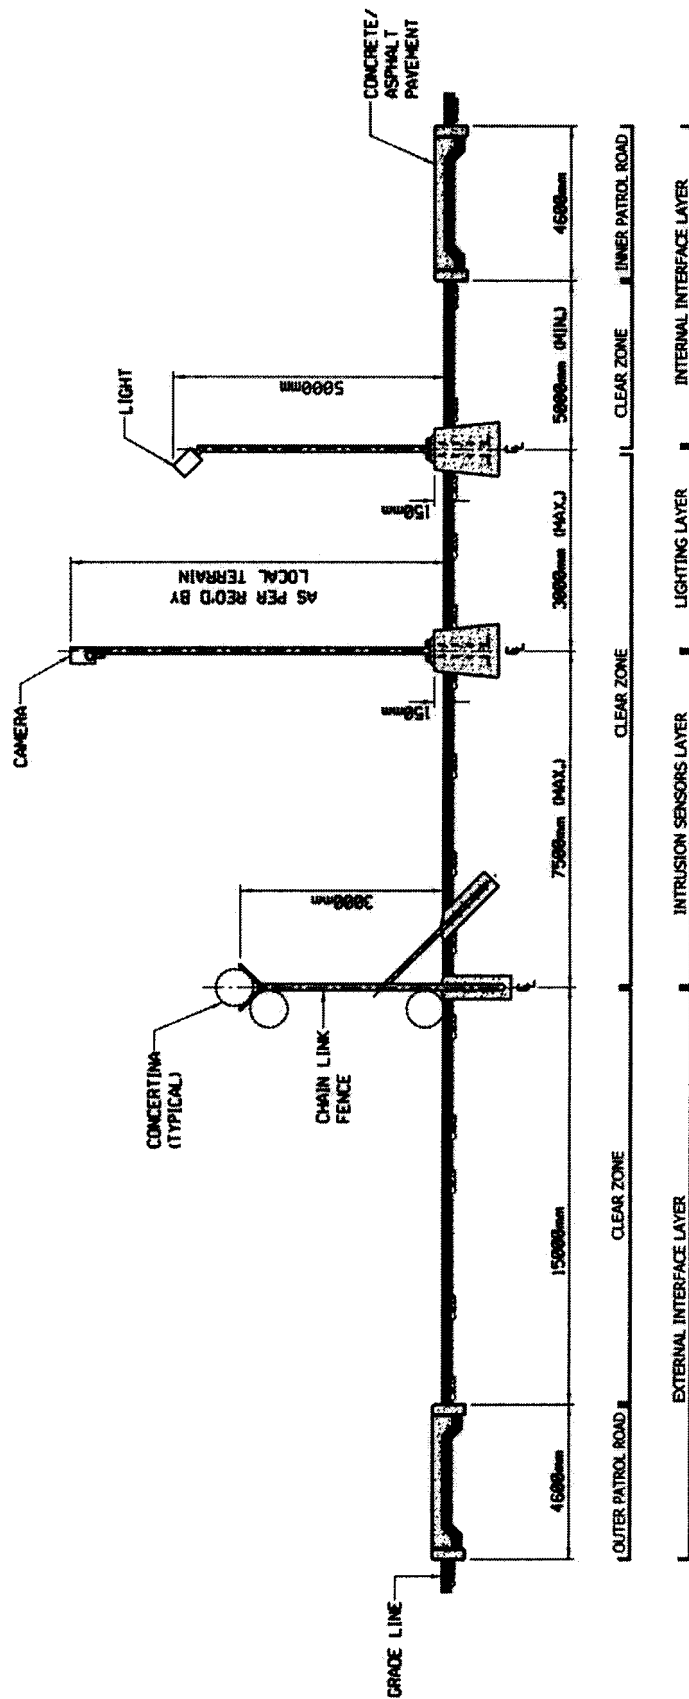 CAMERA
LIGHT
CONCRETE/
ASPHALT
PAVEMENT
CONCERTINA
(TYPICAL)
CHAIN LINK
FENCE
GRADE LINE
3000mm
AS PER REQ'D BY
LOCAL TERRAIN
5000mm
150mm
150mm
4600mm
15000mm
7500mm (MAX.)
3000mm (MAX.)
5000mm (MIN.)
4600mm
OUTER PATROL ROAD
CLEAR ZONE
CLEAR ZONE
CLEAR ZONE
INNER PATROL ROAD
EXTERNAL INTERFACE LAYER
INTRUSION SENSORS LAYER
LIGHTING LAYER
INTERNAL INTERFACE LAYER